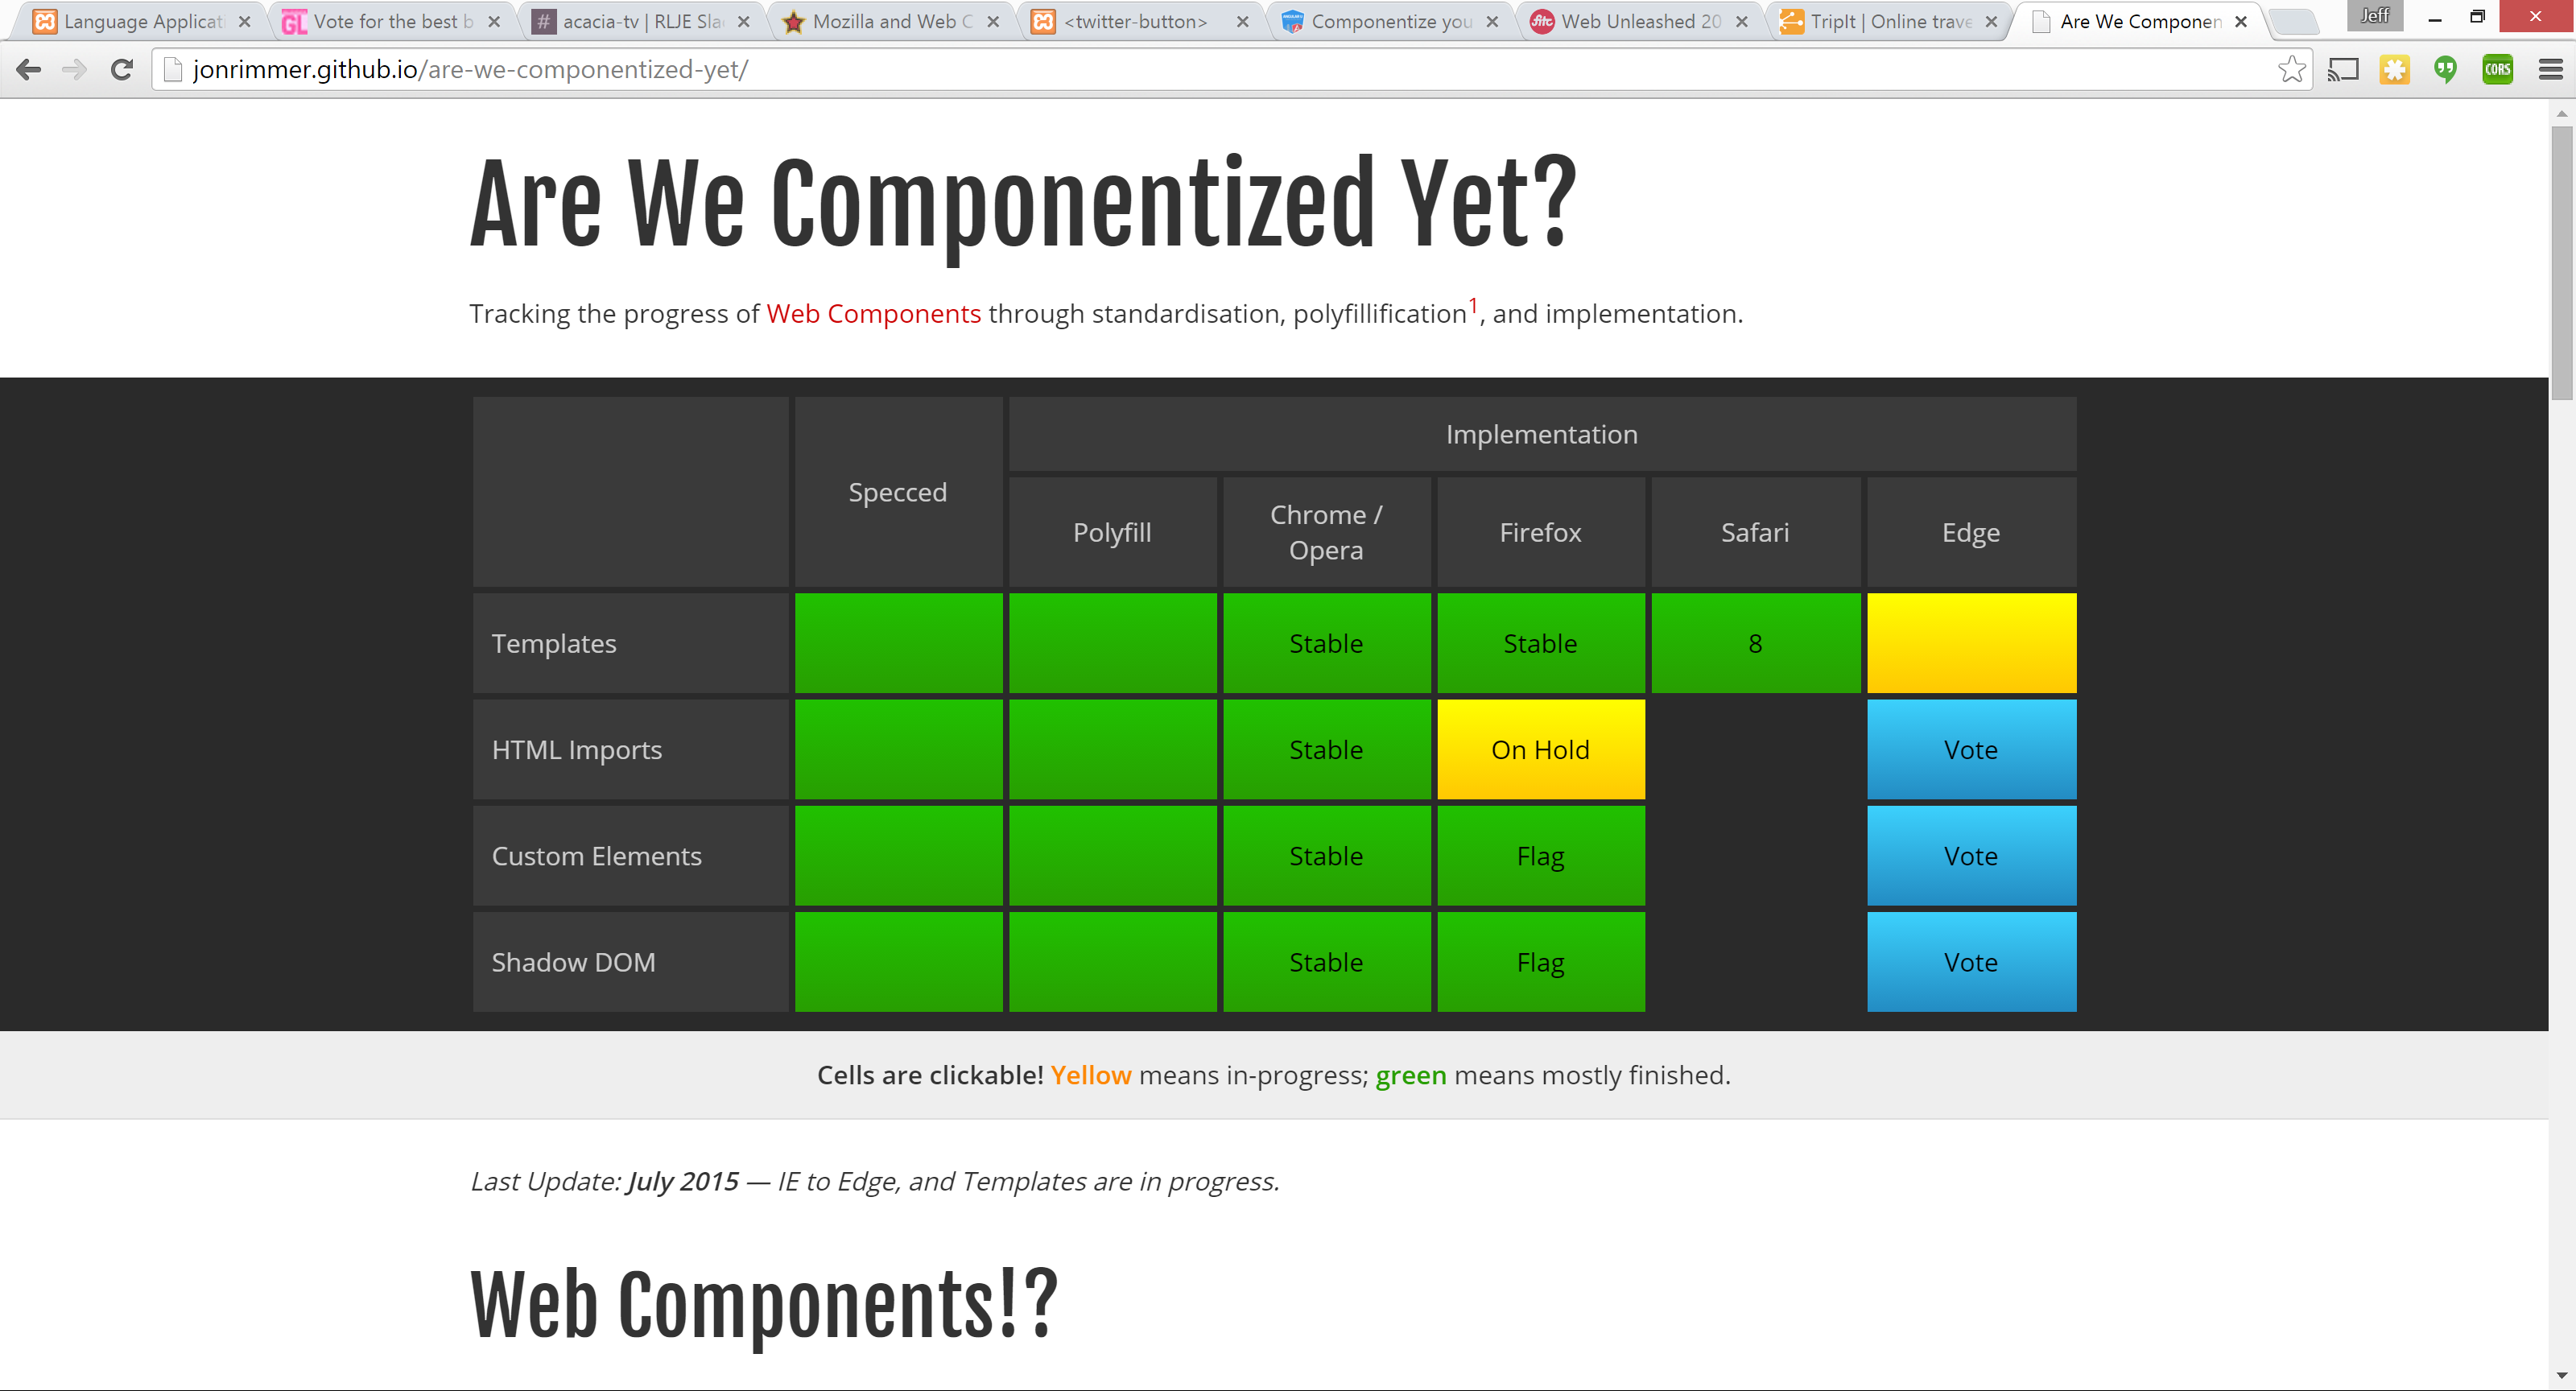 Language Applicati
Vote for the best b
acacia-tv | RLJE Sla
Mozilla and Web C
<twitter-button>
Componentize you
Web Unleashed 20
TripIt | Online trave
Are We Componen
Jeff
jonrimmer.github.io/are-we-componentized-yet/
CORS
Are We Componentized Yet?
Tracking the progress of Web Components through standardisation, polyfillification1, and implementation.
Implementation
Specced
Polyfill
Chrome /
Opera
Firefox
Safari
Edge
Templates
Stable
Stable
8
HTML Imports
Stable
On Hold
Vote
Custom Elements
Stable
Flag
Vote
Shadow DOM
Stable
Flag
Vote
Cells are clickable! Yellow means in-progress; green means mostly finished.
Last Update: July 2015 — IE to Edge, and Templates are in progress.
Web Components!?